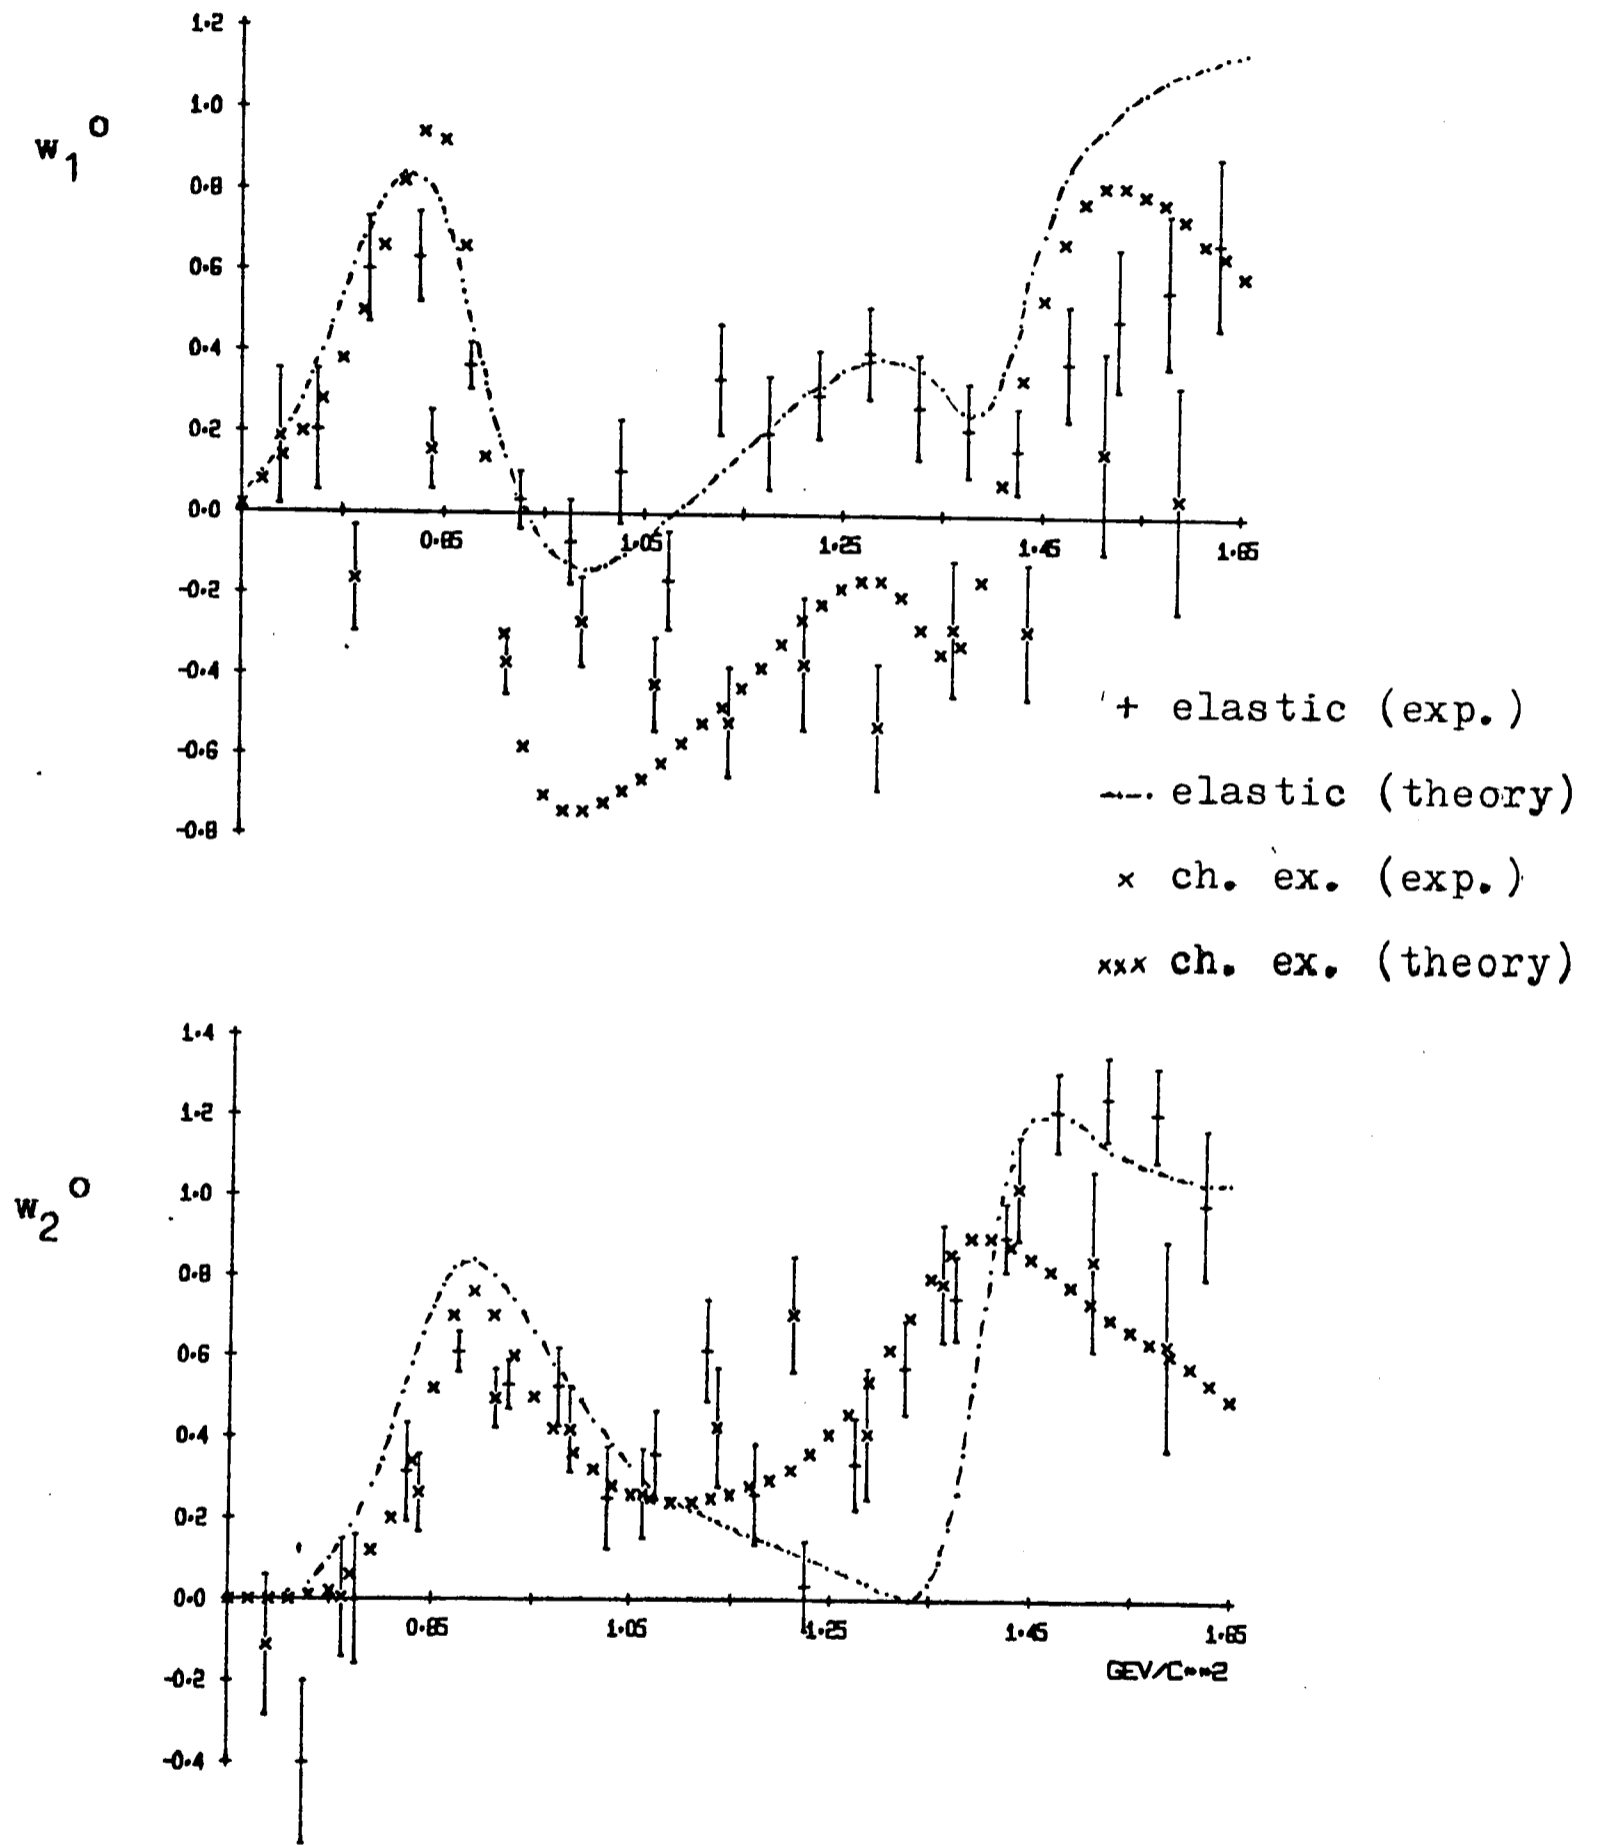 1.2
1.0
w₁⁰
0.8
0.6
0.4
0.2
0.0
0.85 1.05 1.25 1.45 1.65
-0.2
-0.4
-0.6
-0.8
+ elastic (exp.)
-·-· elastic (theory)
x ch. ex. (exp.)
xxx ch. ex. (theory)
1.4
1.2
w₂⁰
1.0
0.8
0.6
0.4
0.2
0.0
0.85 1.05 1.25 1.45 1.65
GEV/C**2
-0.2
-0.4